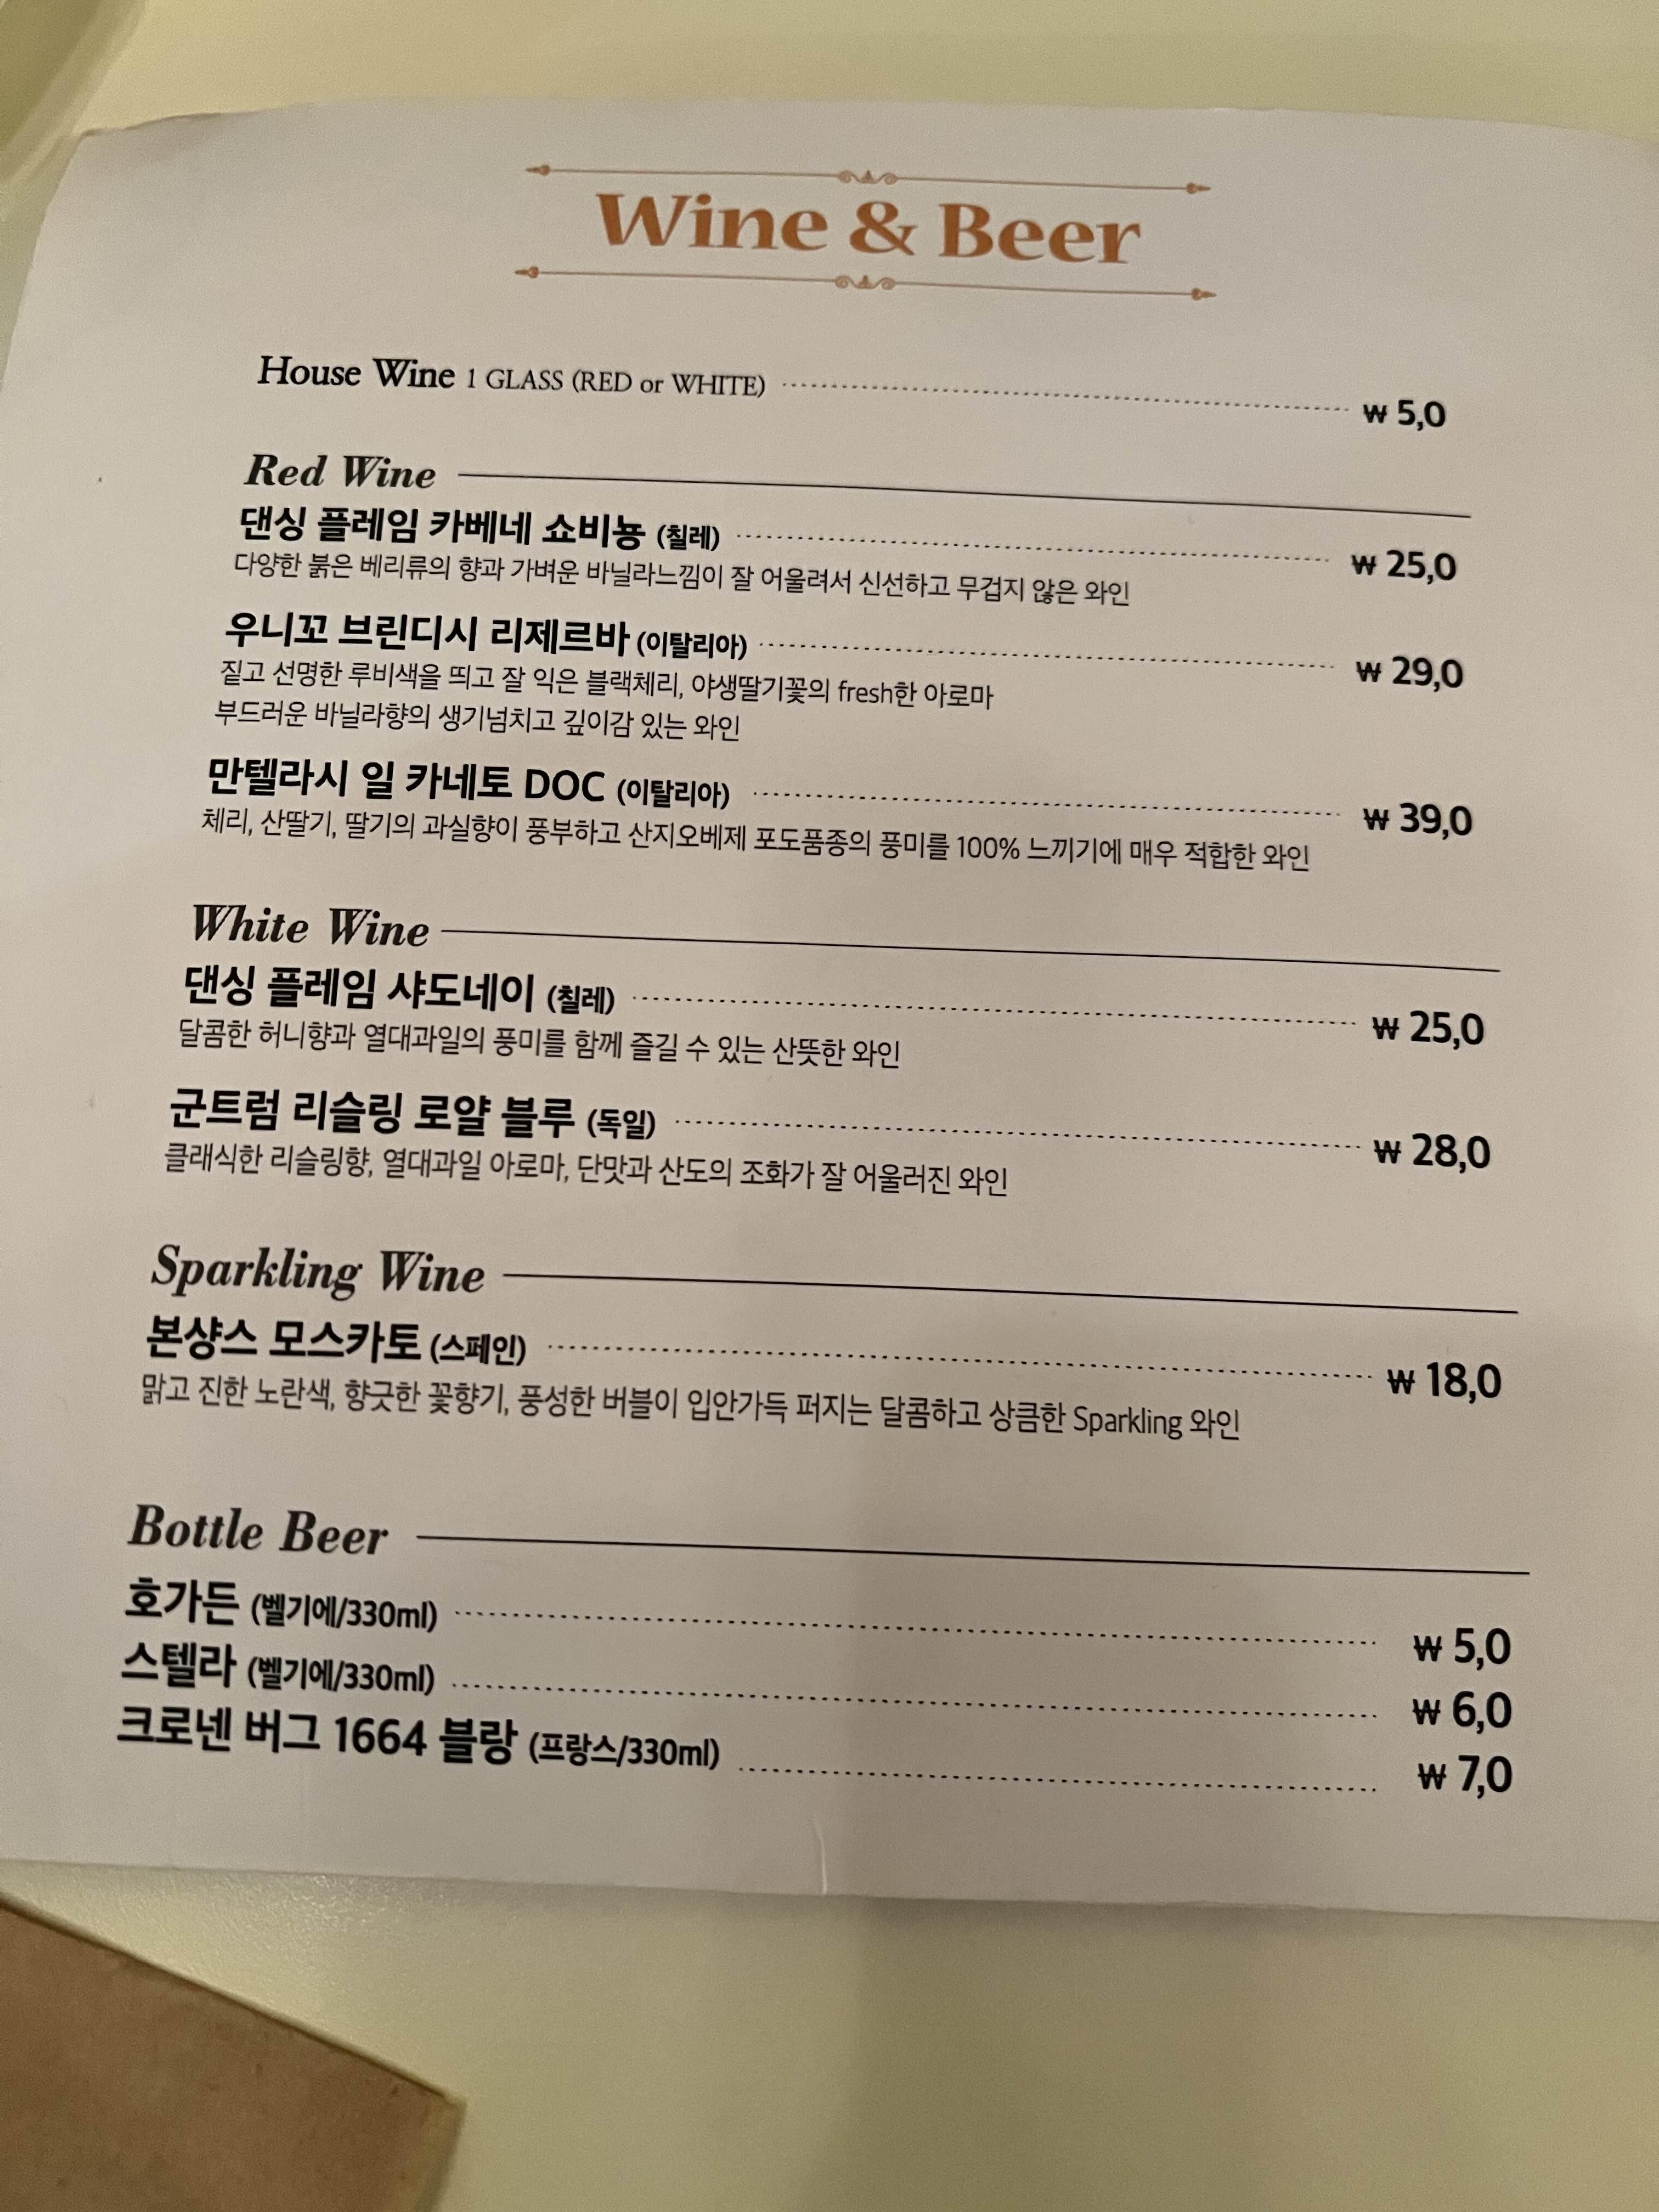 Wine & Beer
House Wine 1 GLASS (RED or WHITE) ₩ 5,0
Red Wine
댄싱 플레임 카베네 쇼비뇽 (칠레) ₩ 25,0
다양한 붉은 베리류의 향과 가벼운 바닐라느낌이 잘 어울려서 신선하고 무겁지 않은 와인
우니꼬 브린디시 리제르바 (이탈리아) ₩ 29,0
짙고 선명한 루비색을 띄고 잘 익은 블랙체리, 야생딸기꽃의 fresh한 아로마
부드러운 바닐라향의 생기넘치고 깊이감 있는 와인
만텔라시 일 카네토 DOC (이탈리아) ₩ 39,0
체리, 산딸기, 딸기의 과실향이 풍부하고 산지오베제 포도품종의 풍미를 100% 느끼기에 매우 적합한 와인
White Wine
댄싱 플레임 샤도네이 (칠레) ₩ 25,0
달콤한 허니향과 열대과일의 풍미를 함께 즐길 수 있는 산뜻한 와인
군트럼 리슬링 로얄 블루 (독일) ₩ 28,0
클래식한 리슬링향, 열대과일 아로마, 단맛과 산도의 조화가 잘 어울러진 와인
Sparkling Wine
본샹스 모스카토 (스페인) ₩ 18,0
맑고 진한 노란색, 향긋한 꽃향기, 풍성한 버블이 입안가득 퍼지는 달콤하고 상큼한 Sparkling 와인
Bottle Beer
호가든 (벨기에/330ml) ₩ 5,0
스텔라 (벨기에/330ml) ₩ 6,0
크로넨 버그 1664 블랑 (프랑스/330ml) ₩ 7,0